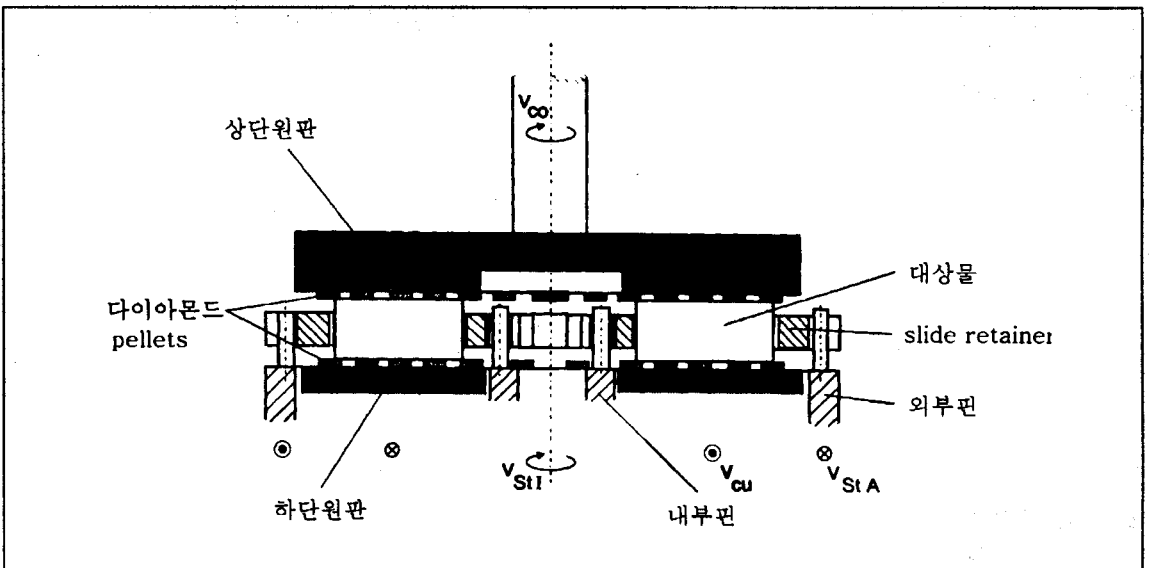 V_co
상단원판
대상물
다이아몬드
pellets
slide retainer
외부핀
V_St I
V_cu
V_St A
하단원판
내부핀